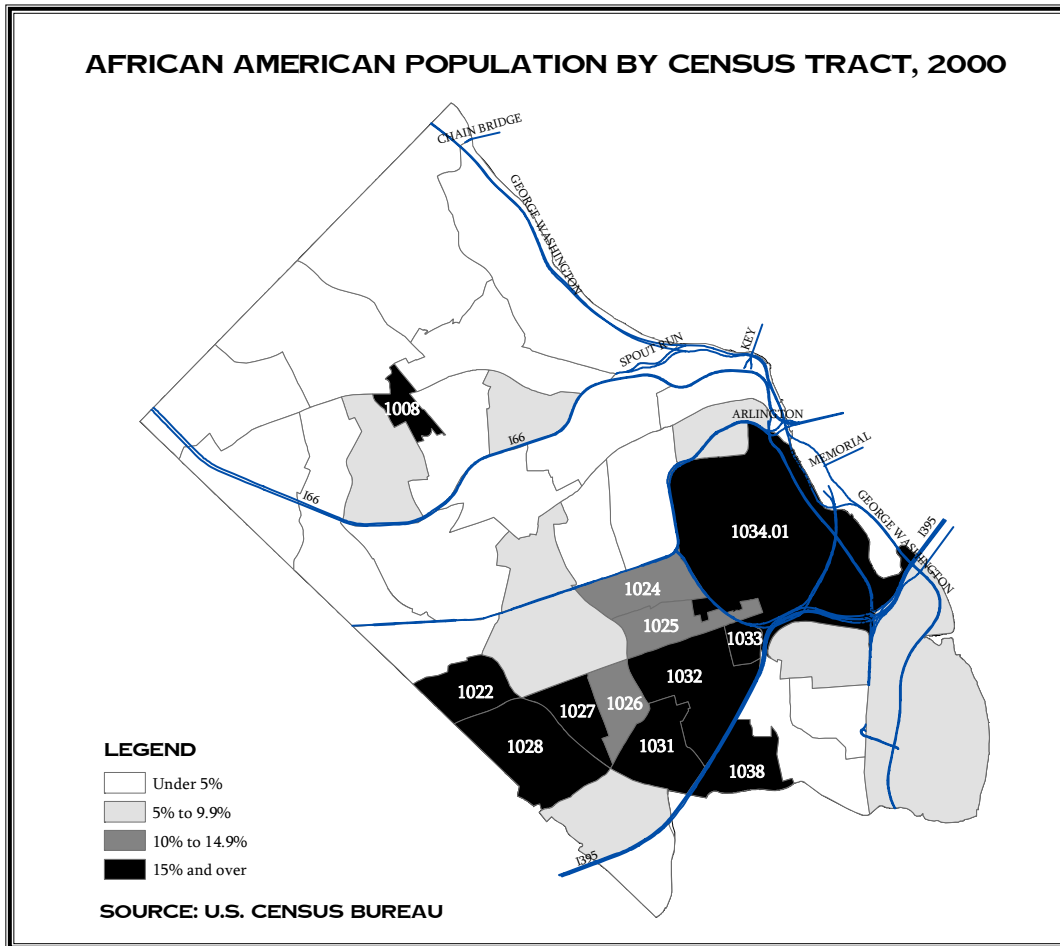 AFRICAN AMERICAN POPULATION BY CENSUS TRACT, 2000
CHAIN BRIDGE
GEORGE WASHINGTON
SPOUT RUN
KEY
1008
ARLINGTON
I66
MEMORIAL
I66
GEORGE WASHINGTON
I395
1034.01
1024
1025
1033
1032
1022
1026
1027
1028
1031
1038
LEGEND
Under 5%
5% to 9.9%
10% to 14.9%
15% and over
I395
SOURCE: U.S. CENSUS BUREAU